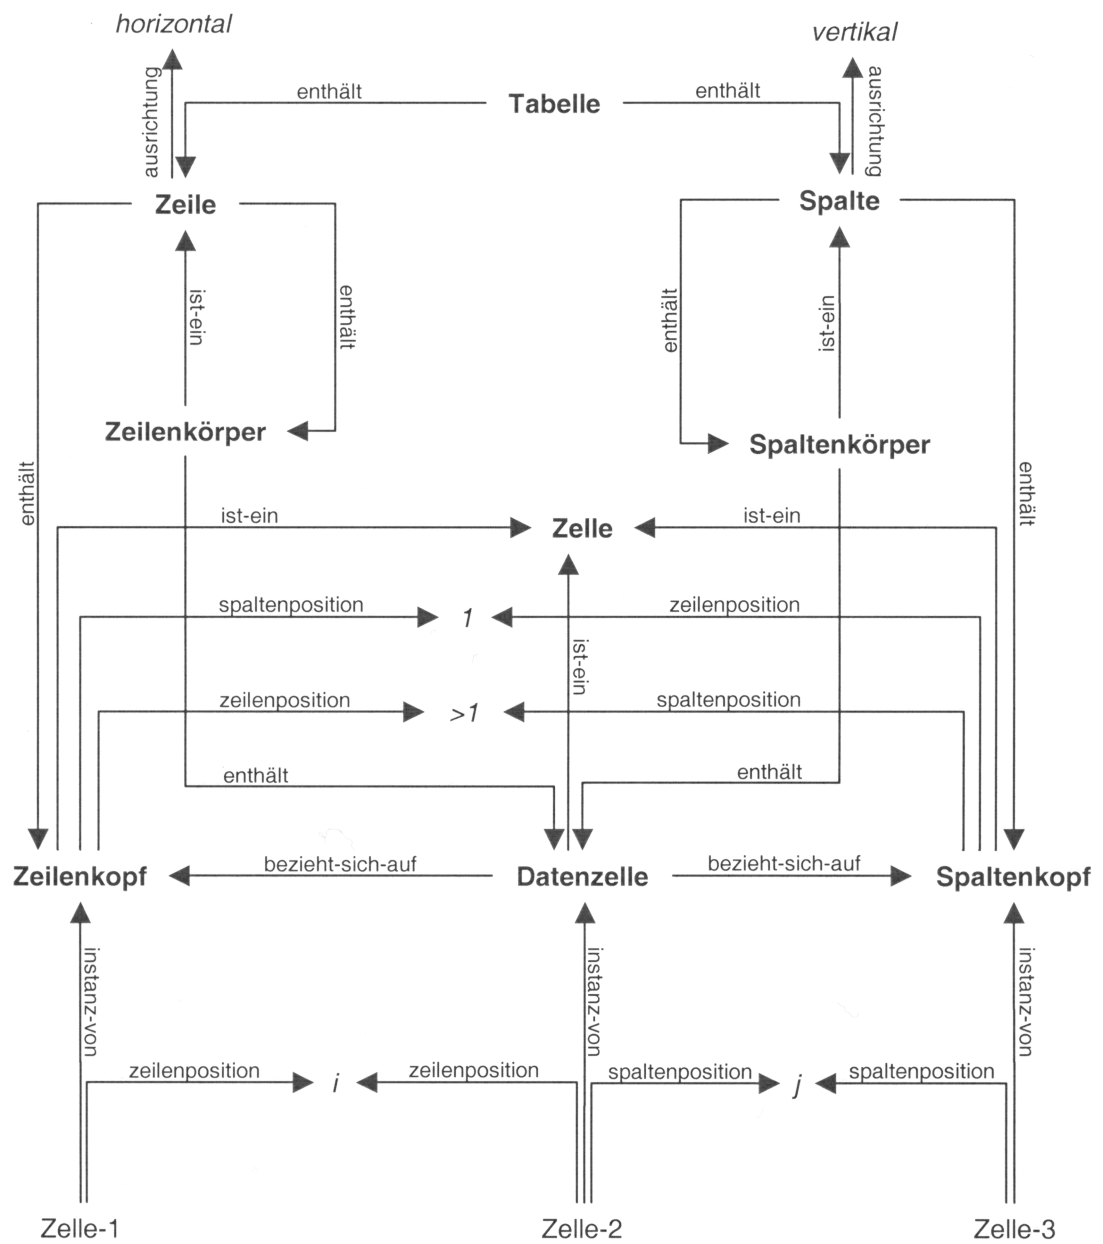 horizontal
vertikal
ausrichtung
enthält
Tabelle
enthält
ausrichtung
Zeile
Spalte
ist-ein
enthält
enthält
ist-ein
Zeilenkörper
Spaltenkörper
enthält
enthält
ist-ein
Zelle
ist-ein
spaltenposition
1
zeilenposition
ist-ein
zeilenposition
>1
spaltenposition
enthält
enthält
Zeilenkopf
bezieht-sich-auf
Datenzelle
bezieht-sich-auf
Spaltenkopf
instanz-von
instanz-von
instanz-von
zeilenposition
i
zeilenposition
spaltenposition
j
spaltenposition
Zelle-1
Zelle-2
Zelle-3